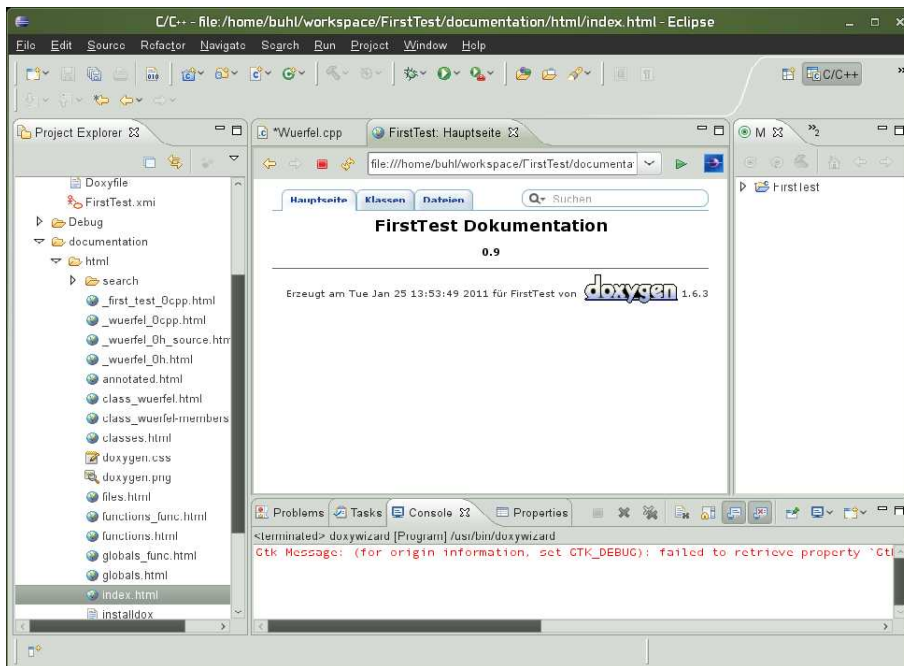 C/C++ - file:/home/buhl/workspace/FirstTest/documentation/html/index.html - Eclipse
File Edit Source Refactor Navigate Search Run Project Window Help
C/C++ »
Project Explorer
*Wuerfel.cpp
FirstTest: Hauptseite
M »2
file:///home/buhl/workspace/FirstTest/documenta
FirstTest
Doxyfile
FirstTest.xmi
Debug
documentation
html
search
_first_test_0cpp.html
_wuerfel_0cpp.html
_wuerfel_0h_source.htm
_wuerfel_0h.html
annotated.html
class_wuerfel.html
class_wuerfel-members
classes.html
doxygen.css
doxygen.png
files.html
functions_func.html
functions.html
globals_func.html
globals.html
index.html
installdox
Hauptseite Klassen Dateien Suchen
FirstTest Dokumentation
0.9
Erzeugt am Tue Jan 25 13:53:49 2011 für FirstTest von doxygen 1.6.3
Problems Tasks Console Properties
<terminated> doxywizard [Program] /usr/bin/doxywizard
Gtk Message: (for origin information, set GTK_DEBUG): failed to retrieve property `Gtk